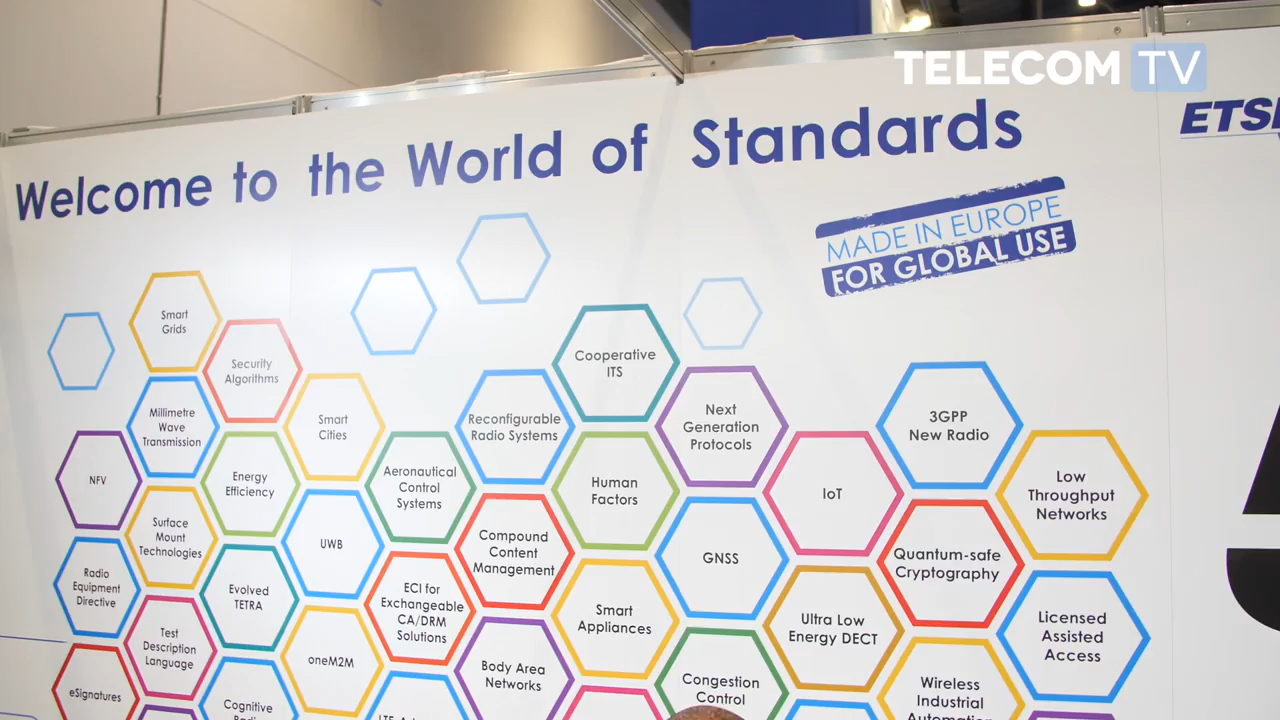 TELECOM TV
ETSI
Welcome to the World of Standards
MADE IN EUROPE
FOR GLOBAL USE
Smart
Grids
Security
Algorithms
Cooperative
ITS
Millimetre
Wave
Transmission
Smart
Cities
Reconfigurable
Radio Systems
Next
Generation
Protocols
3GPP
New Radio
NFV
Energy
Efficiency
Aeronautical
Control
Systems
Human
Factors
IoT
Low
Throughput
Networks
Surface
Mount
Technologies
UWB
Compound
Content
Management
GNSS
Quantum-safe
Cryptography
Radio
Equipment
Directive
Evolved
TETRA
ECI for
Exchangeable
CA/DRM
Solutions
Smart
Appliances
Ultra Low
Energy DECT
Licensed
Assisted
Access
Test
Description
Language
oneM2M
Body Area
Networks
Congestion
Control
Wireless
Industrial
Automation
eSignatures
Cognitive
Radio